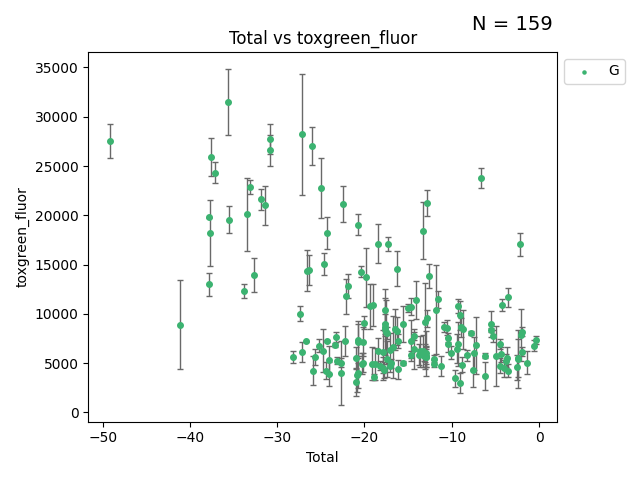 N = 159
Total vs toxgreen_fluor
G
toxgreen_fluor
35000
30000
25000
20000
15000
10000
5000
0
−50 −40 −30 −20 −10 0
Total